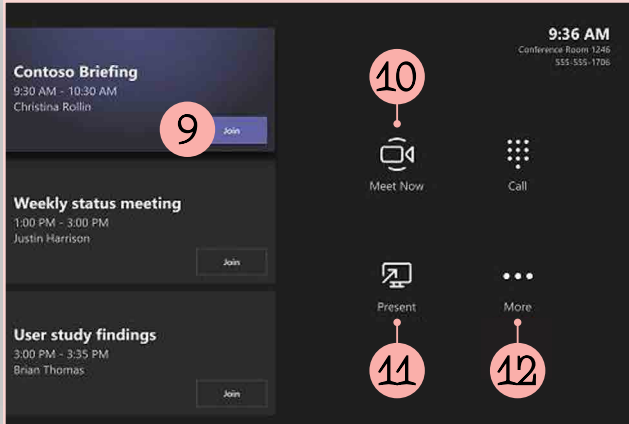 Contoso Briefing
9:30 AM - 10:30 AM
Christina Rollin
9
Join
Weekly status meeting
1:00 PM - 3:00 PM
Justin Harrison
Join
User study findings
3:00 PM - 3:35 PM
Brian Thomas
Join
9:36 AM
Conference Room 1246
555-555-1706
10
Meet Now
Call
Present
More
11
12